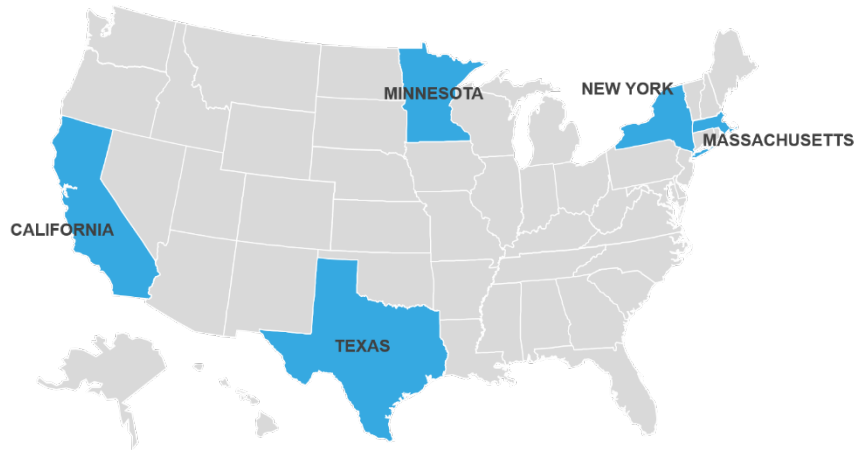 NEW YORK
MINNESOTA
MASSACHUSETTS
CALIFORNIA
TEXAS